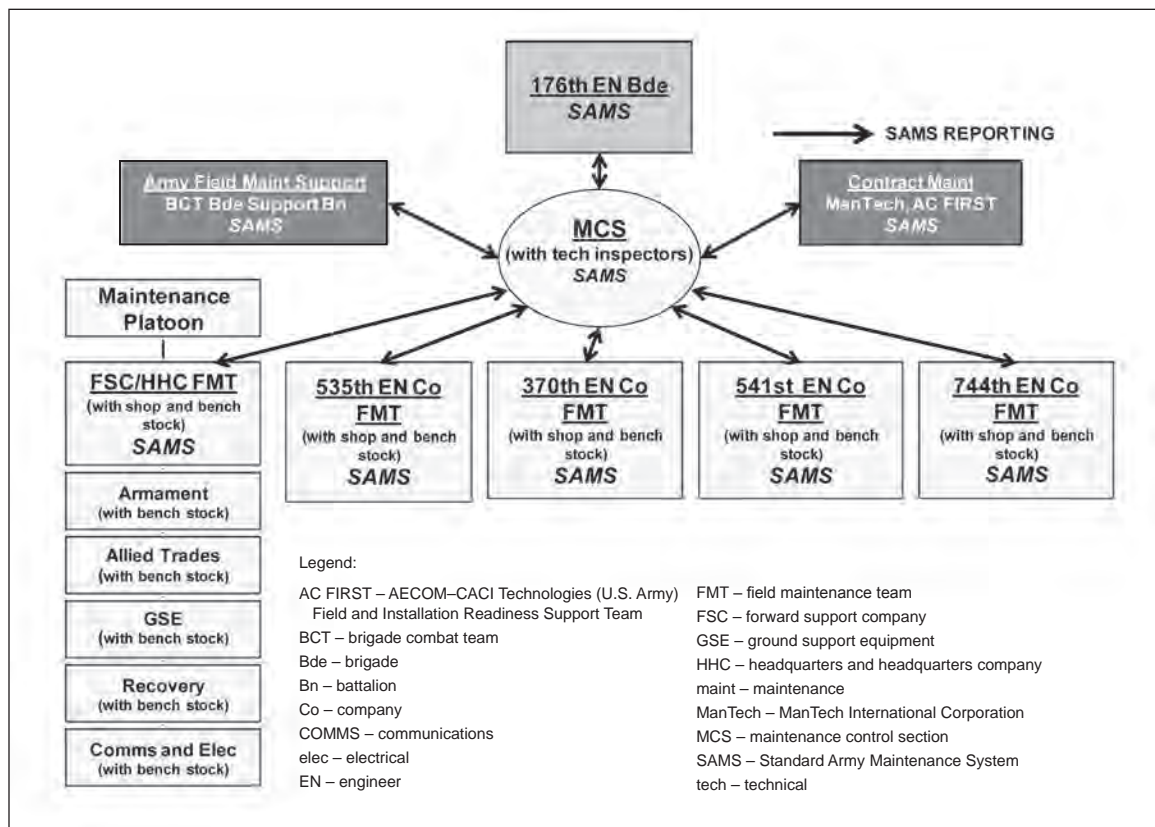 176th EN Bde
SAMS
SAMS REPORTING
Army Field Maint Support
BCT Bde Support Bn
SAMS
Contract Maint
ManTech, AC FIRST
SAMS
MCS
(with tech inspectors)
SAMS
Maintenance
Platoon
FSC/HHC FMT
(with shop and bench
stock)
SAMS
535th EN Co
FMT
(with shop and bench
stock)
SAMS
370th EN Co
FMT
(with shop and bench
stock)
SAMS
541st EN Co
FMT
(with shop and bench
stock)
SAMS
744th EN Co
FMT
(with shop and bench
stock)
SAMS
Armament
(with bench stock)
Allied Trades
(with bench stock)
GSE
(with bench stock)
Recovery
(with bench stock)
Comms and Elec
(with bench stock)
Legend:
AC FIRST – AECOM–CACI Technologies (U.S. Army)
Field and Installation Readiness Support Team
BCT – brigade combat team
Bde – brigade
Bn – battalion
Co – company
COMMS – communications
elec – electrical
EN – engineer
FMT – field maintenance team
FSC – forward support company
GSE – ground support equipment
HHC – headquarters and headquarters company
maint – maintenance
ManTech – ManTech International Corporation
MCS – maintenance control section
SAMS – Standard Army Maintenance System
tech – technical